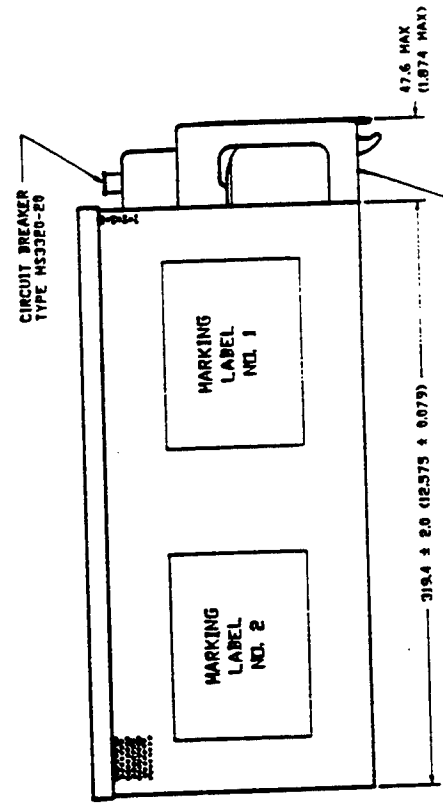 CIRCUIT BREAKER
TYPE MS3320-20
MARKING
LABEL
NO. 1
MARKING
LABEL
NO. 2
47.6 MAX
(1.874 MAX)
319.4 ± 2.0 (12.575 ± 0.079)